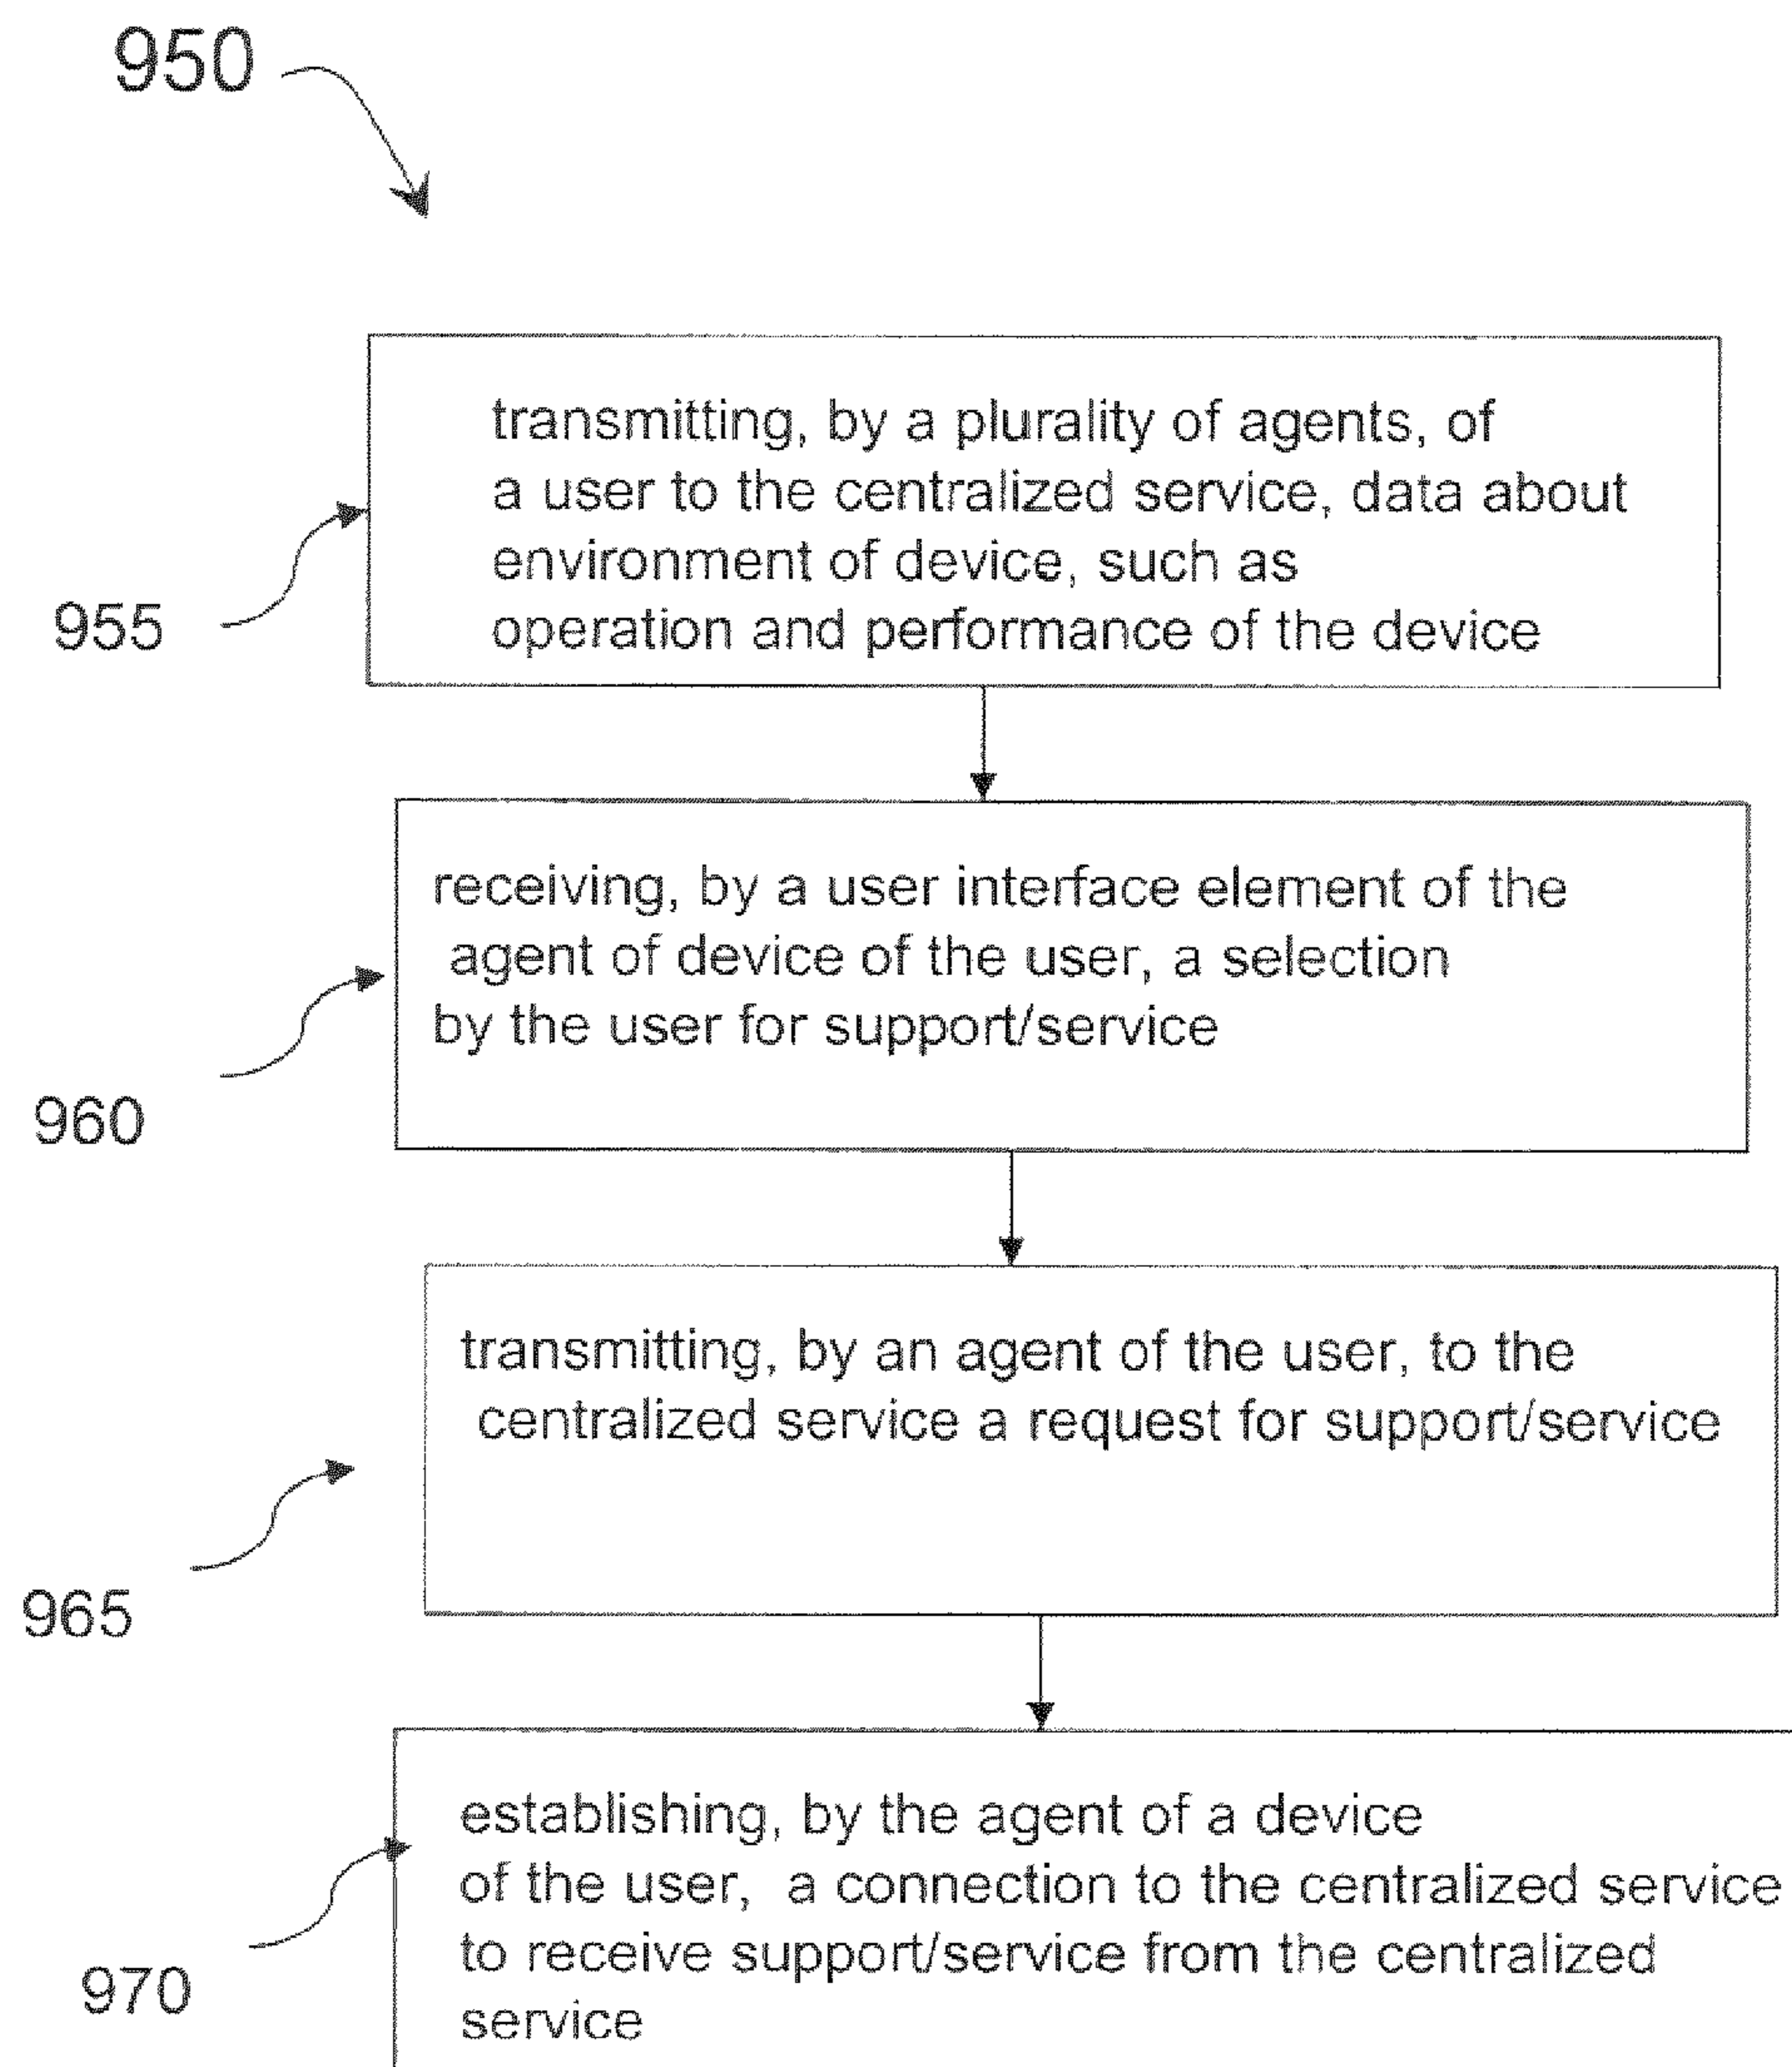 950
transmitting, by a plurality of agents, of
a user to the centralized service, data about
environment of device, such as
operation and performance of the device
955
receiving, by a user interface element of the
agent of device of the user, a selection
by the user for support/service
960
transmitting, by an agent of the user, to the
centralized service a request for support/service
965
establishing, by the agent of a device
of the user, a connection to the centralized service
to receive support/service from the centralized
service
970